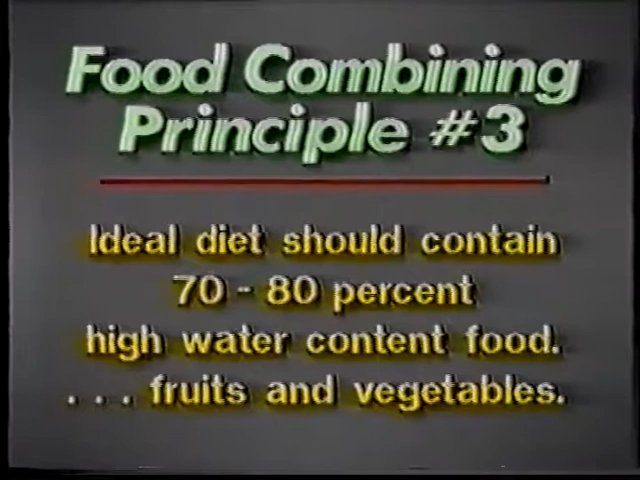 Food Combining
Principle #3
Ideal diet should contain
70 - 80 percent
high water content food.
. . . fruits and vegetables.